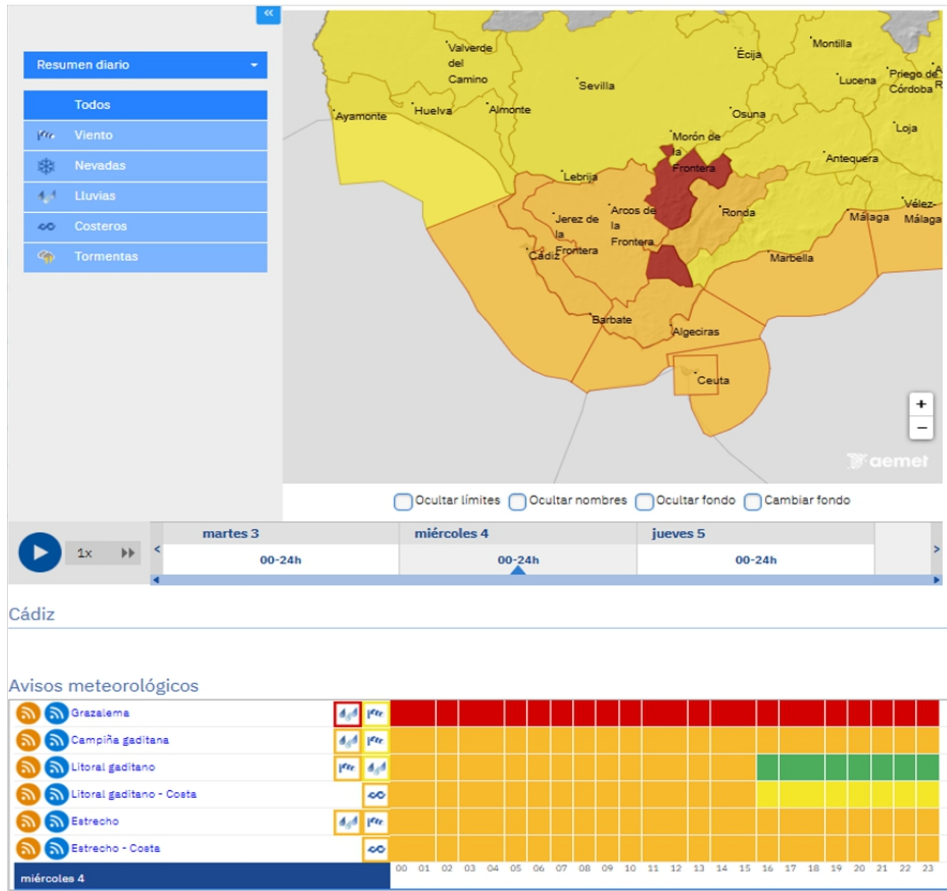 «
Resumen diario
Todos
Viento
Nevadas
Lluvias
Costeros
Tormentas
Valverde
del
Camino
Écija
Montilla
Sevilla
Lucena
Priego de
Córdoba
Ayamonte
Huelva
Almonte
Osuna
Loja
Morón de
la
Frontera
Antequera
Lebrija
Jerez de
la
Frontera
Arcos de
la
Frontera
Ronda
Málaga
Vélez-
Málaga
Cádiz
Marbella
Barbate
Algeciras
Ceuta
+
−
aemet
Ocultar límites Ocultar nombres Ocultar fondo Cambiar fondo
1x
martes 3 miércoles 4 jueves 5
< >
00-24h 00-24h 00-24h
Cádiz
Avisos meteorológicos
Grazalema
Campiña gaditana
Litoral gaditano
Litoral gaditano - Costa
Estrecho
Estrecho - Costa
miércoles 4 00 01 02 03 04 05 06 07 08 09 10 11 12 13 14 15 16 17 18 19 20 21 22 23